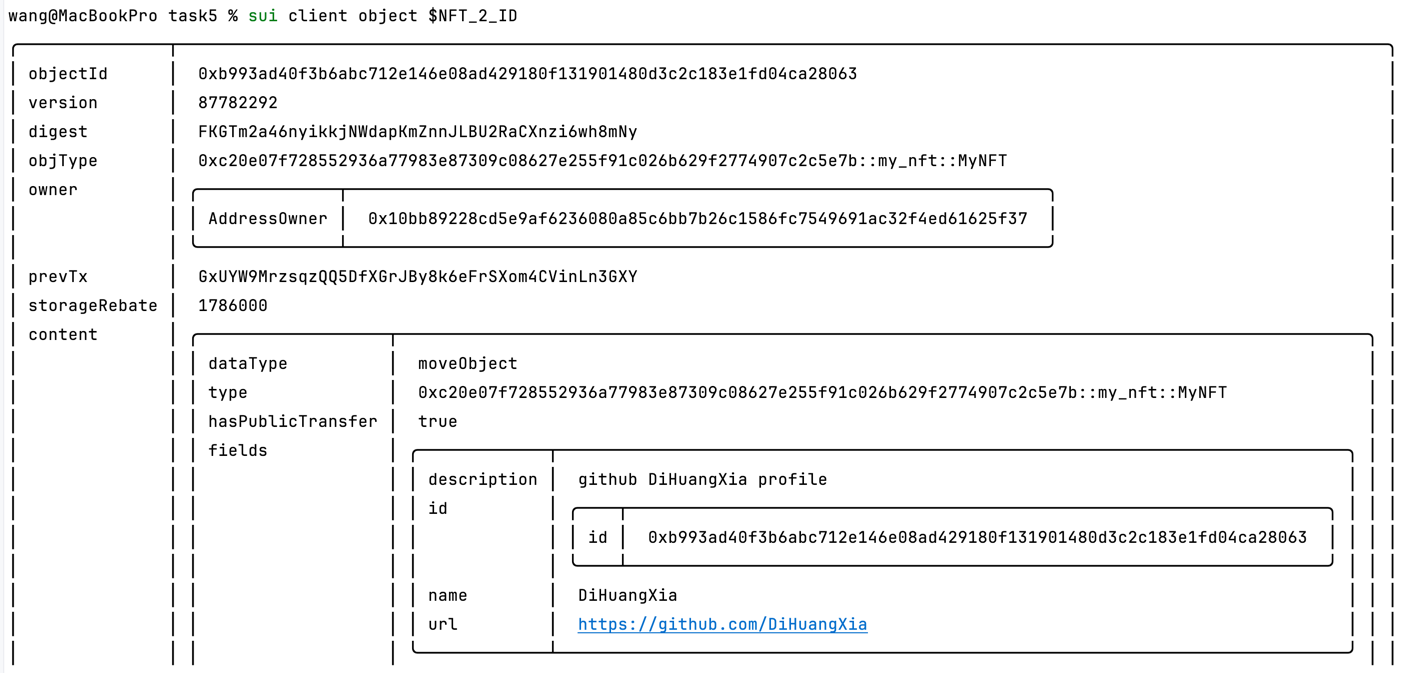 wang@MacBookPro task5 % sui client object $NFT_2_ID
objectId 0xb993ad40f3b6abc712e146e08ad429180f131901480d3c2c183e1fd04ca28063
version 87782292
digest FKGTm2a46nyikkjNWdapKmZnnJLBU2RaCXnzi6wh8mNy
objType 0xc20e07f728552936a77983e87309c08627e255f91c026b629f2774907c2c5e7b::my_nft::MyNFT
owner
AddressOwner 0x10bb89228cd5e9af6236080a85c6bb7b26c1586fc7549691ac32f4ed61625f37
prevTx GxUYW9MrzsqzQQ5DfXGrJBy8k6eFrSXom4CVinLn3GXY
storageRebate 1786000
content
dataType moveObject
type 0xc20e07f728552936a77983e87309c08627e255f91c026b629f2774907c2c5e7b::my_nft::MyNFT
hasPublicTransfer true
fields
description github DiHuangXia profile
id
id 0xb993ad40f3b6abc712e146e08ad429180f131901480d3c2c183e1fd04ca28063
name DiHuangXia
url https://github.com/DiHuangXia